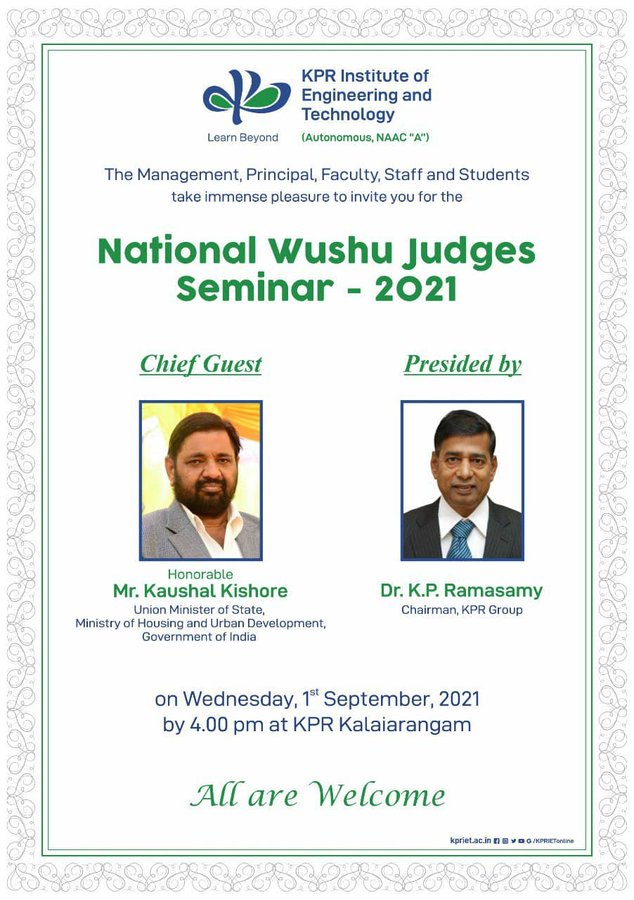 KPR Institute of
Engineering and
Technology
Learn Beyond
(Autonomous, NAAC "A")
The Management, Principal, Faculty, Staff and Students
take immense pleasure to invite you for the
National Wushu Judges
Seminar - 2021
Chief Guest
Presided by
Honorable
Mr. Kaushal Kishore
Union Minister of State,
Ministry of Housing and Urban Development,
Government of India
Dr. K.P. Ramasamy
Chairman, KPR Group
on Wednesday, 1st September, 2021
by 4.00 pm at KPR Kalaiarangam
All are Welcome
kpriet.ac.in /KPRIETonline